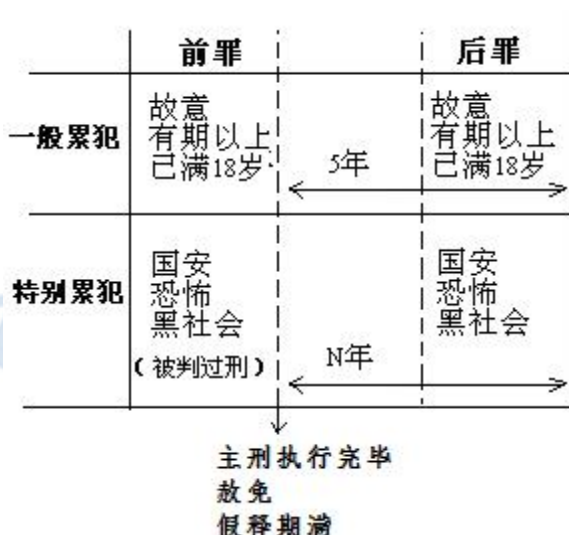 前罪 后罪
一般累犯
故意
有期以上
已满18岁
5年
故意
有期以上
已满18岁
特别累犯
国安
恐怖
黑社会
（被判过刑）
N年
国安
恐怖
黑社会
主刑执行完毕
赦免
假释期满